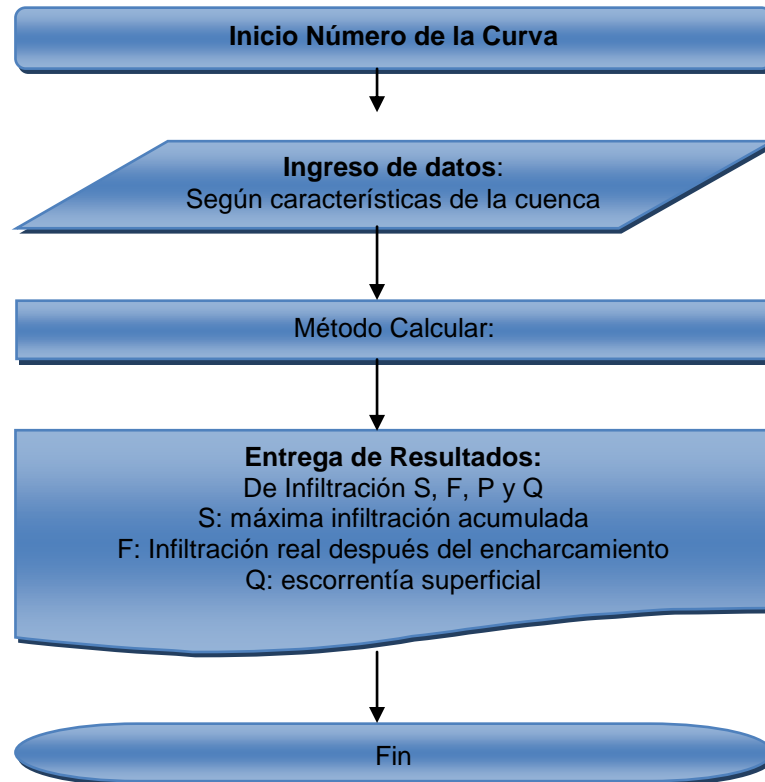 Inicio Número de la Curva
Ingreso de datos:
Según características de la cuenca
Método Calcular:
Entrega de Resultados:
De Infiltración S, F, P y Q
S: máxima infiltración acumulada
F: Infiltración real después del encharcamiento
Q: escorrentía superficial
Fin